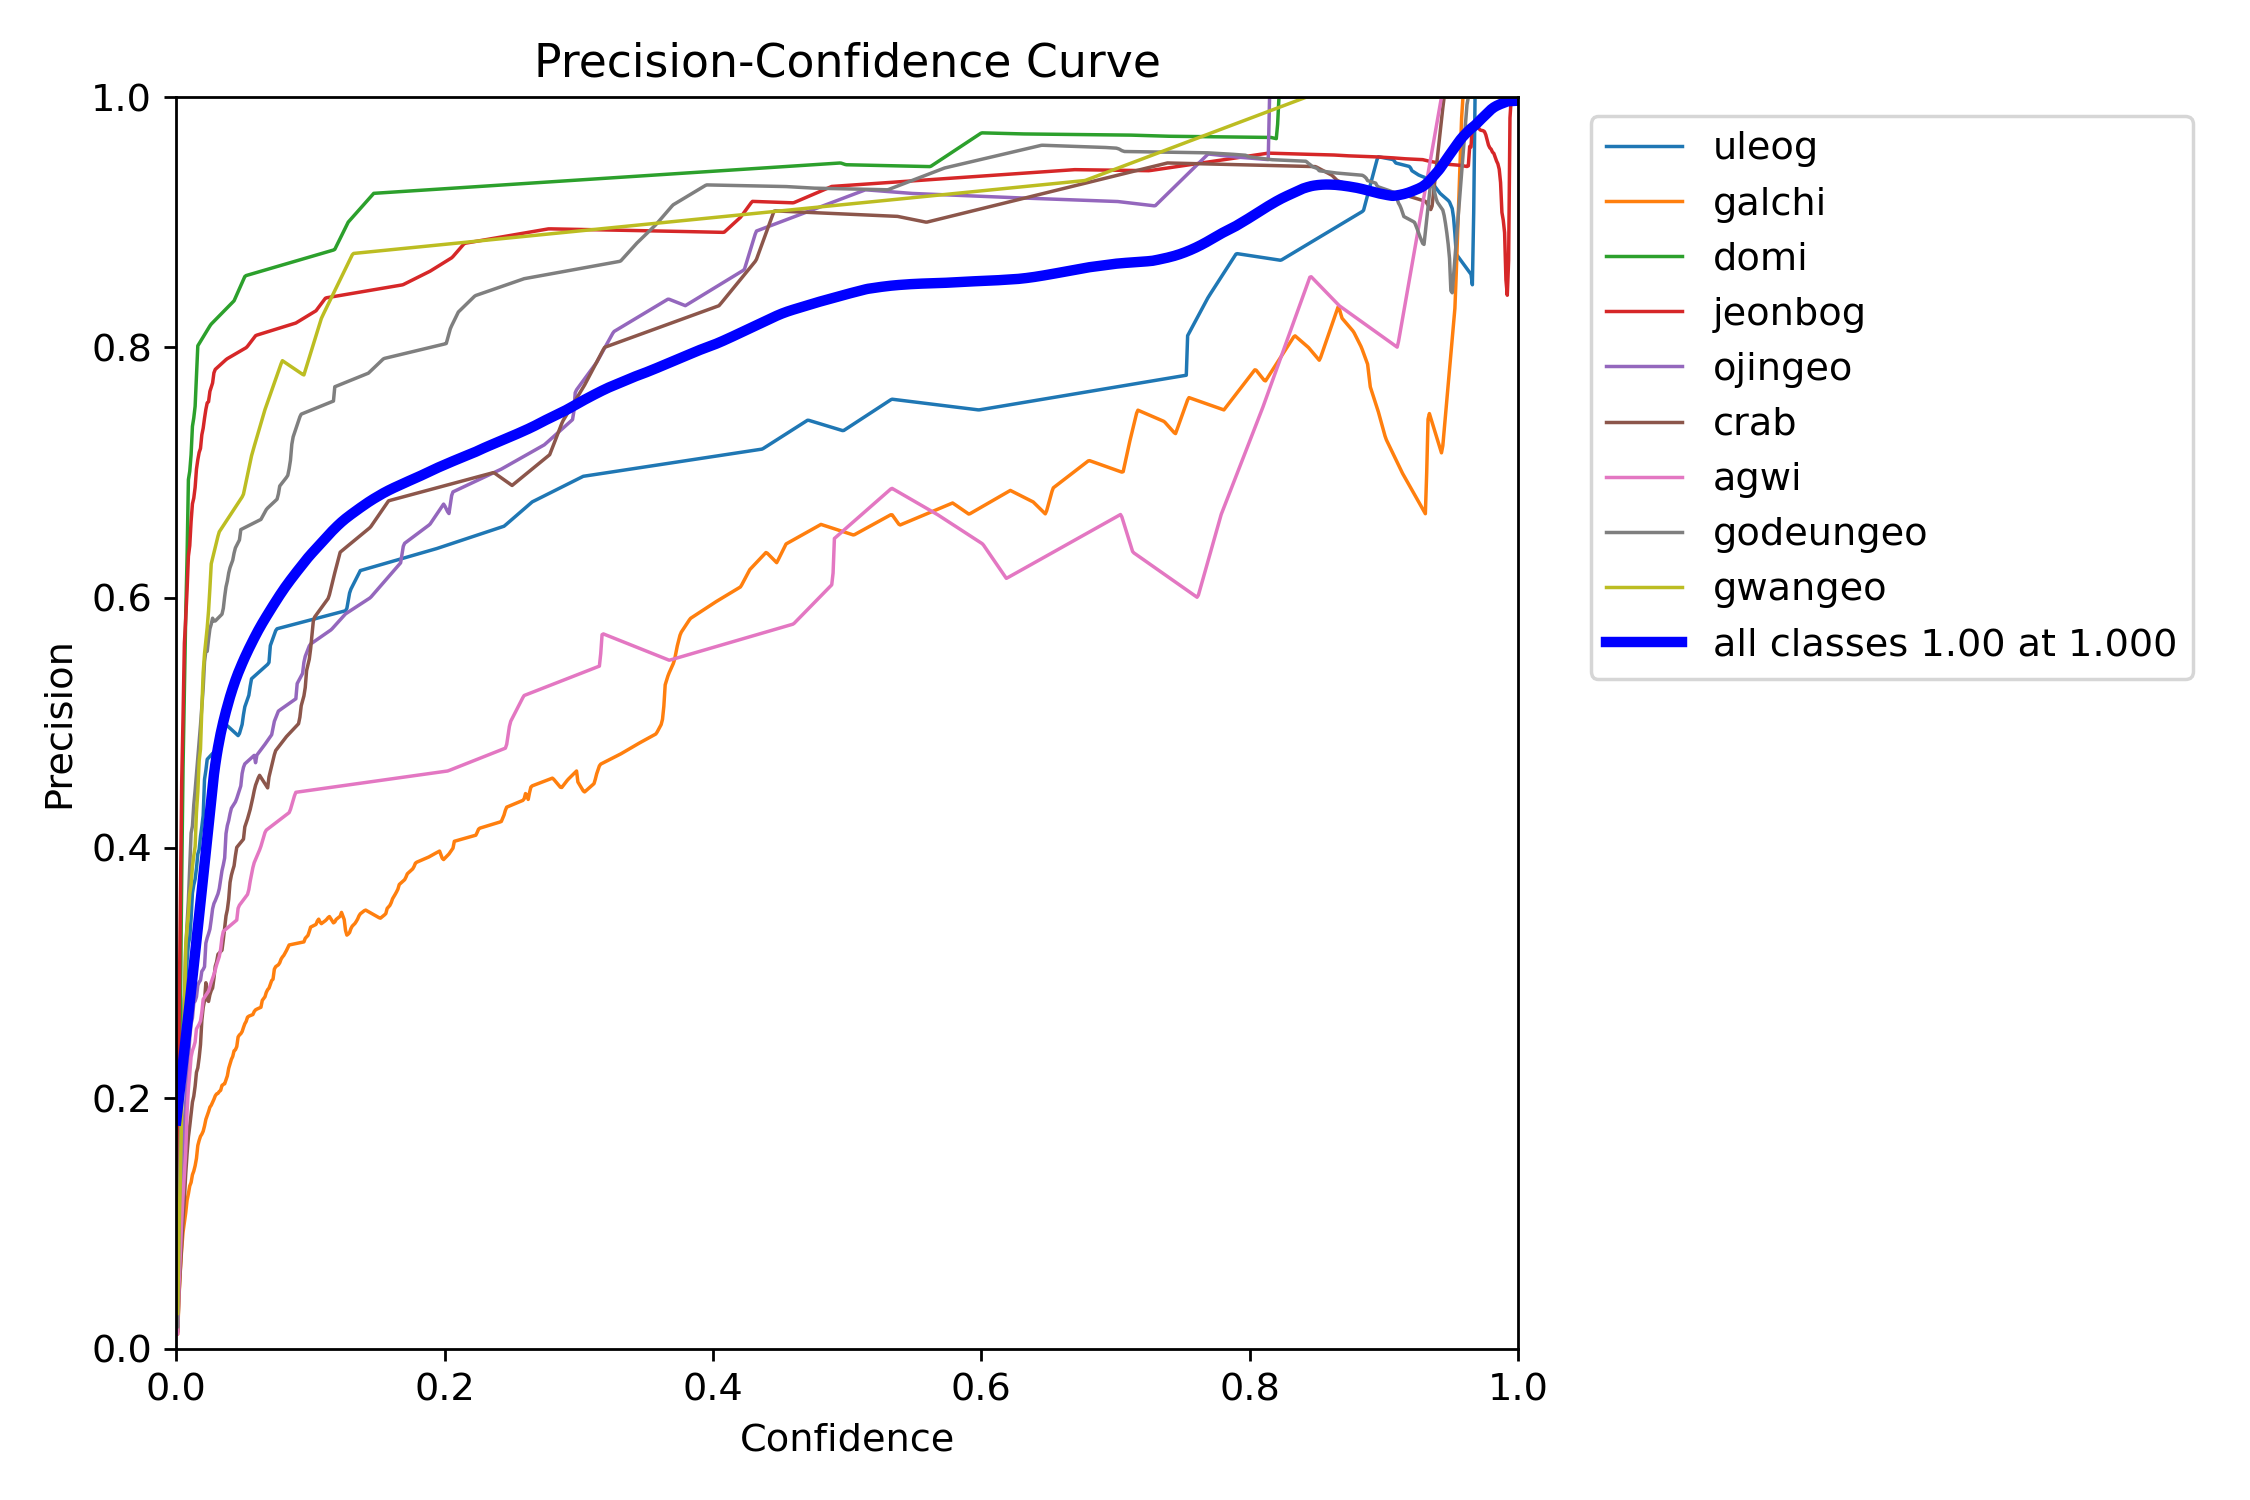 Precision-Confidence Curve
1.0
0.8
0.6
0.4
0.2
0.0
Precision
0.0 0.2 0.4 0.6 0.8 1.0
Confidence
uleog
galchi
domi
jeonbog
ojingeo
crab
agwi
godeungeo
gwangeo
all classes 1.00 at 1.000